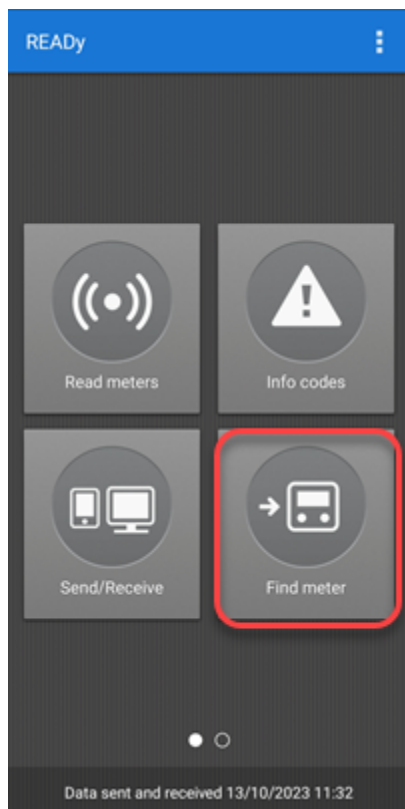 READy
Read meters
Info codes
Send/Receive
Find meter
Data sent and received 13/10/2023 11:32